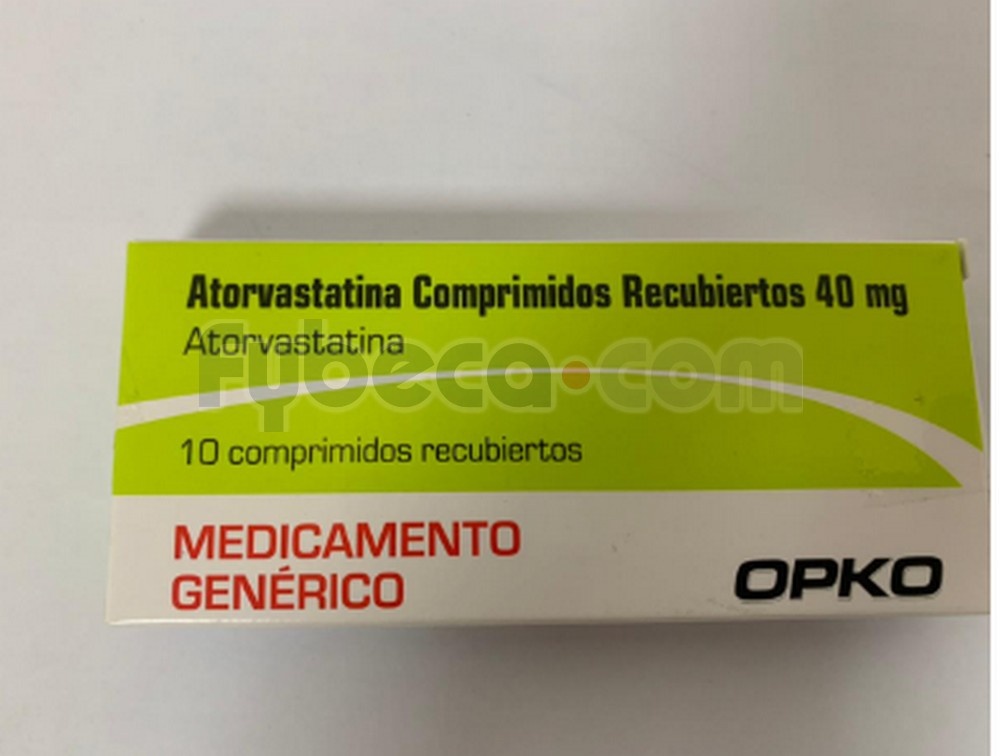 Atorvastatina Comprimidos Recubiertos 40 mg
Atorvastatina
fybeca.com
10 comprimidos recubiertos
MEDICAMENTO
GENÉRICO
OPKO